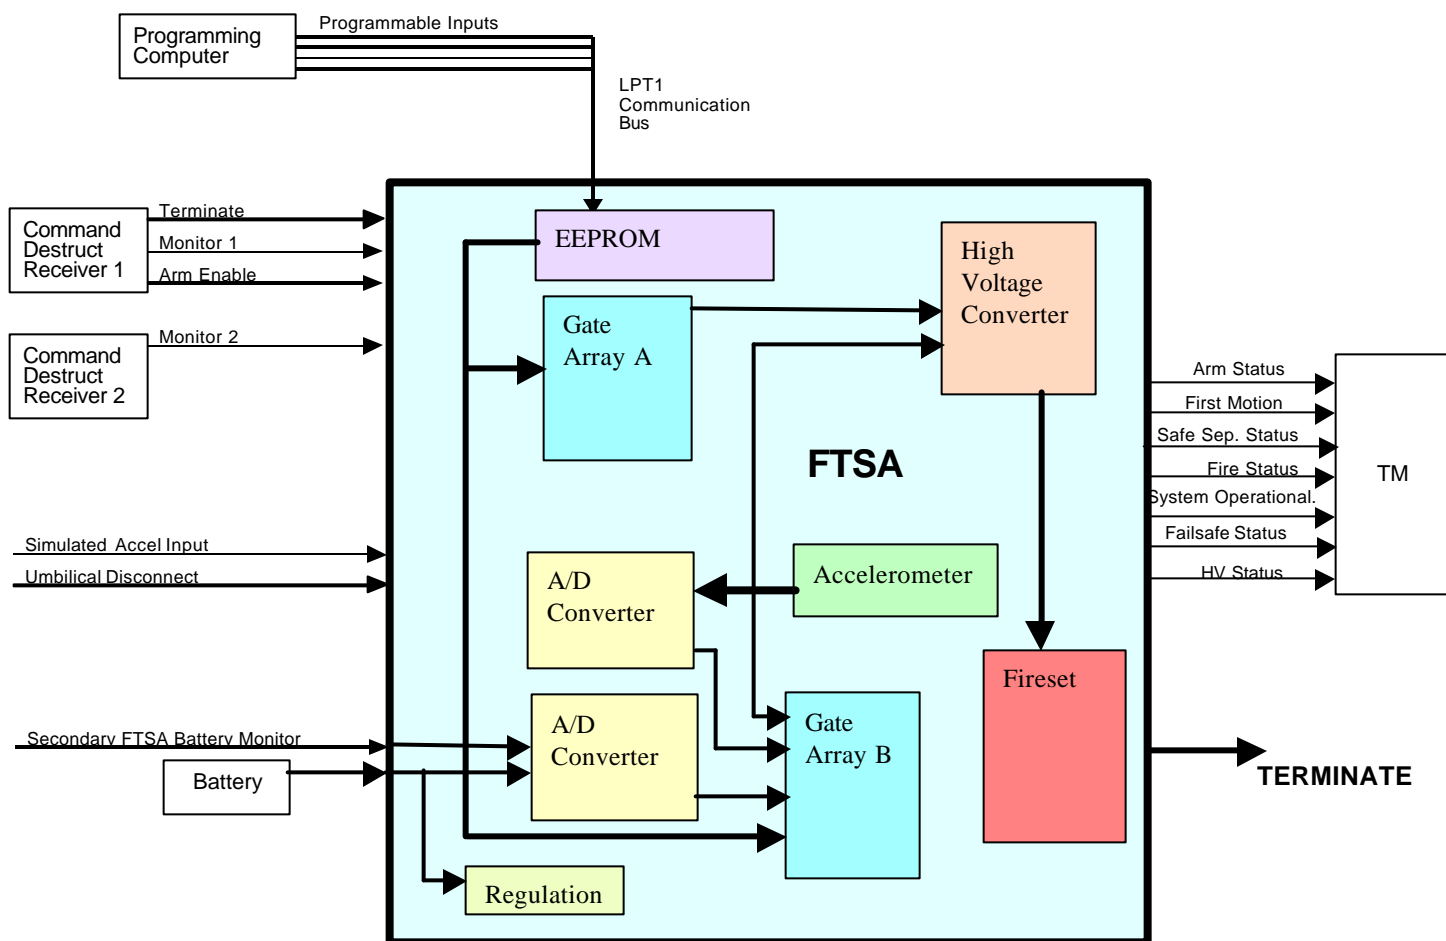 Programming
Computer
Programmable Inputs
LPT1
Communication
Bus
Command
Destruct
Receiver 1
Terminate
Monitor 1
Arm Enable
Command
Destruct
Receiver 2
Monitor 2
Simulated Accel Input
Umbilical Disconnect
Secondary FTSA Battery Monitor
Battery
EEPROM
Gate
Array A
High
Voltage
Converter
FTSA
A/D
Converter
Accelerometer
A/D
Converter
Gate
Array B
Fireset
Regulation
Arm Status
First Motion
Safe Sep. Status
Fire Status
System Operational.
Failsafe Status
HV Status
TM
TERMINATE